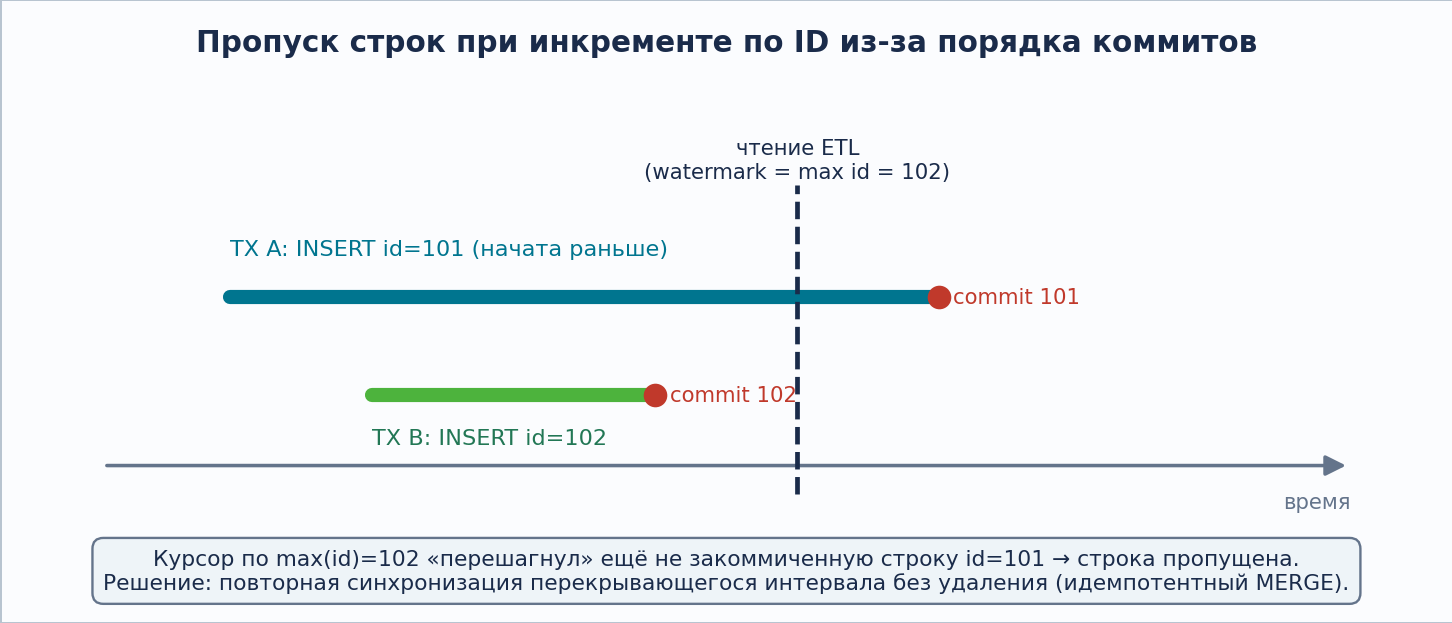 Пропуск строк при инкременте по ID из-за порядка коммитов
чтение ETL
(watermark = max id = 102)
TX A: INSERT id=101 (начата раньше)
commit 101
commit 102
TX B: INSERT id=102
время
Курсор по max(id)=102 «перешагнул» ещё не закоммиченную строку id=101 → строка пропущена.
Решение: повторная синхронизация перекрывающегося интервала без удаления (идемпотентный MERGE).